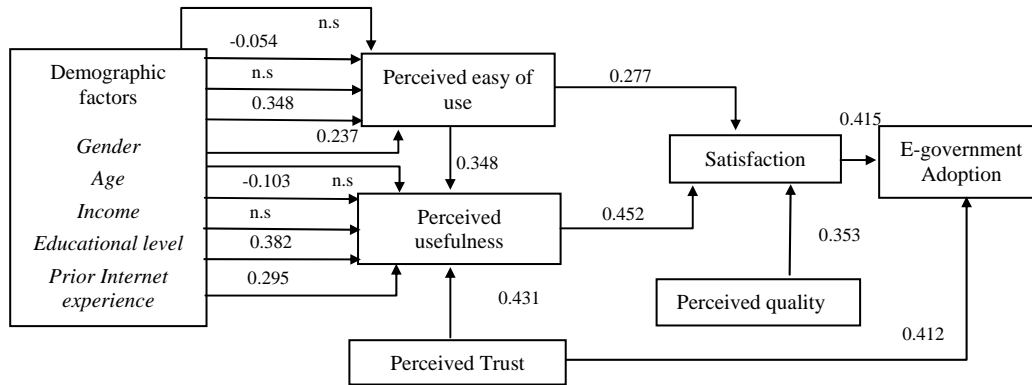 n.s
-0.054
n.s
0.348
0.237
Demographic
factors
Gender
Age
Income
Educational level
Prior Internet
experience
Perceived easy of
use
0.277
0.348
-0.103
n.s
n.s
0.382
0.295
Perceived
usefulness
0.452
Satisfaction
0.415
E-government
Adoption
0.353
Perceived quality
0.431
Perceived Trust
0.412